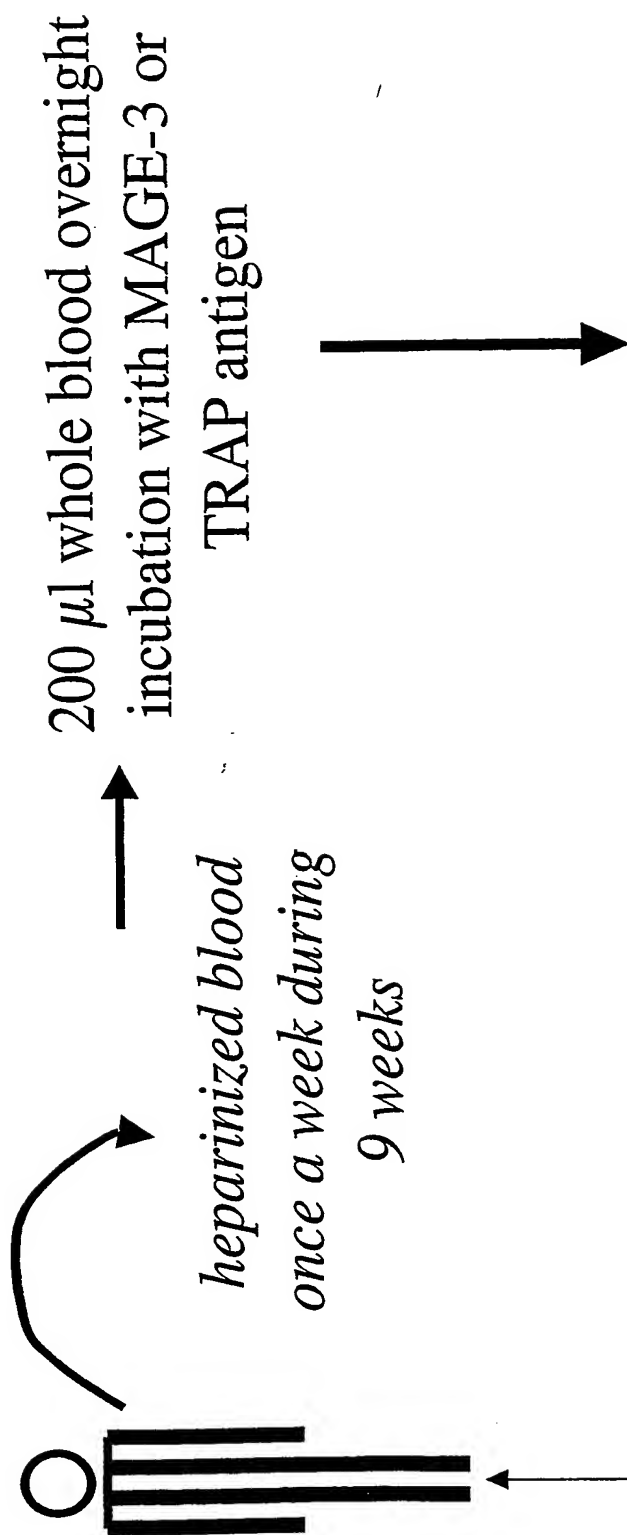 heparinized blood
once a week during
9 weeks
200 µl whole blood overnight
incubation with MAGE-3 or
TRAP antigen